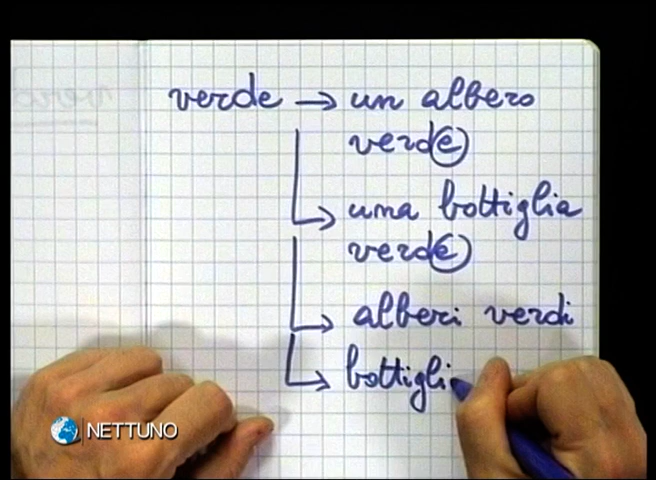 verde → un albero
verde
→ una bottiglia
verde
→ alberi verdi
→ bottigli
NETTUNO